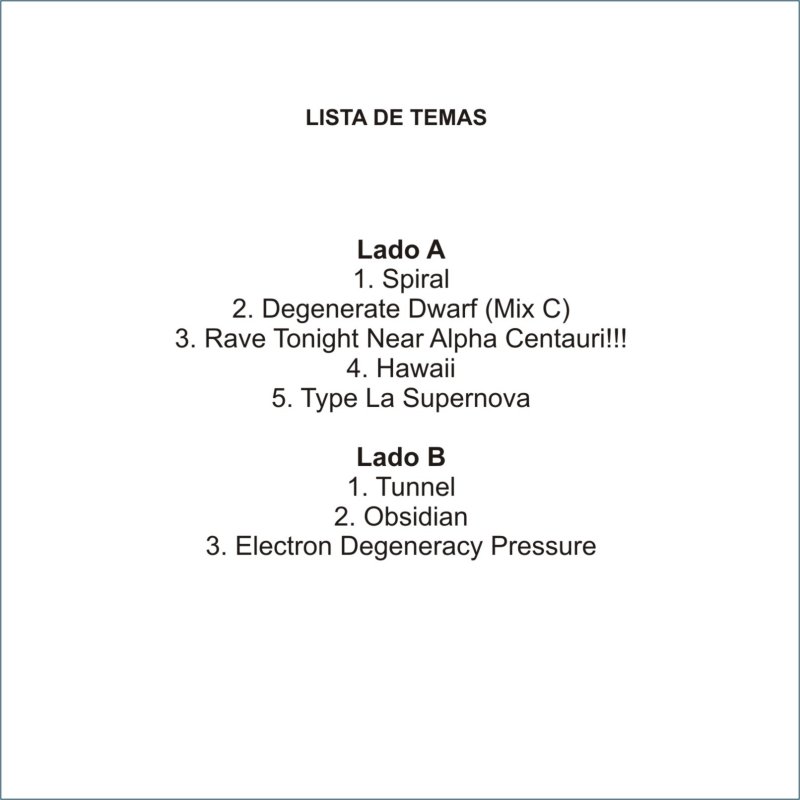 LISTA DE TEMAS
Lado A
1. Spiral
2. Degenerate Dwarf (Mix C)
3. Rave Tonight Near Alpha Centauri!!!
4. Hawaii
5. Type La Supernova
Lado B
1. Tunnel
2. Obsidian
3. Electron Degeneracy Pressure